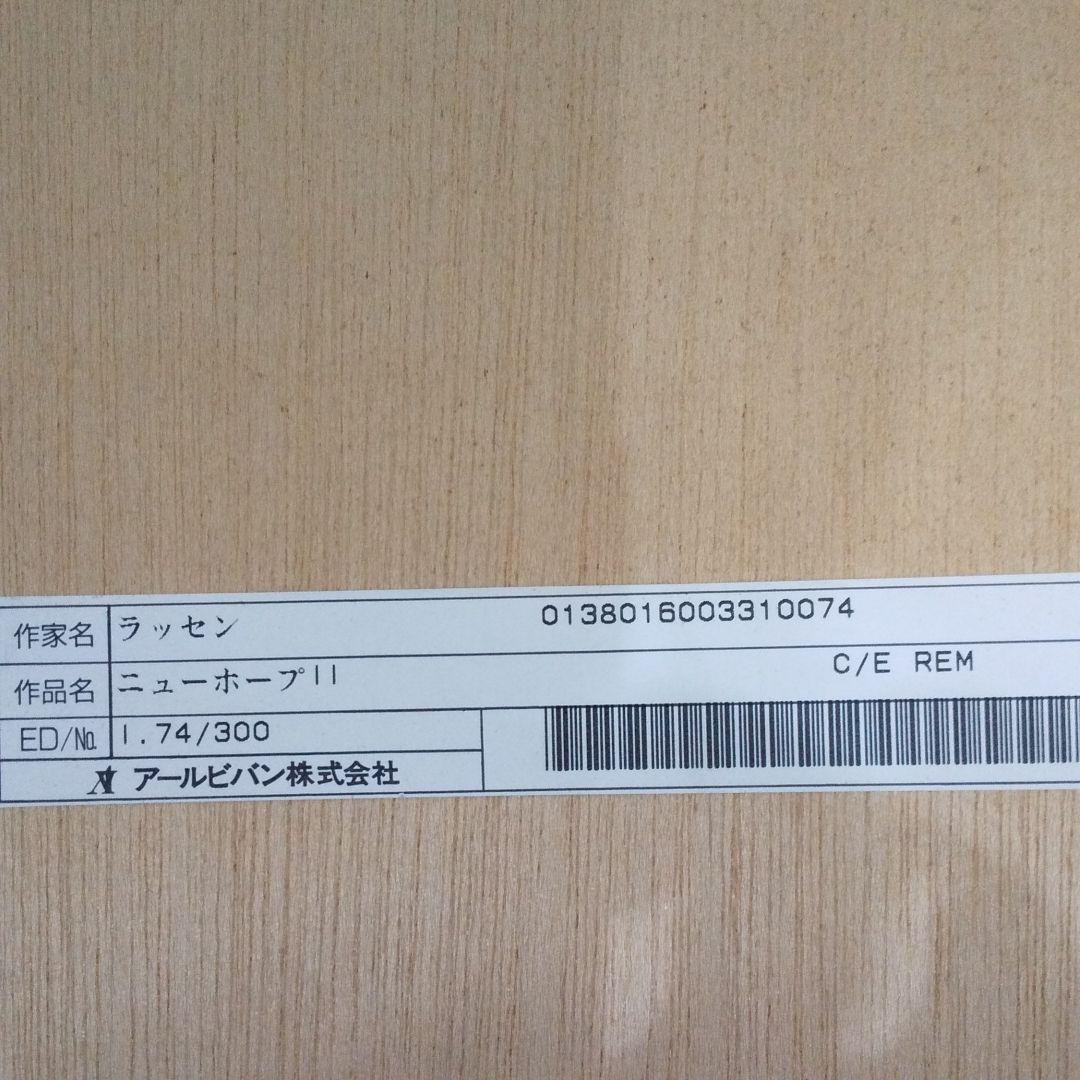 作家名 ラッセン 0138016003310074
作品名 ニューホープII C/E REM
ED/№ I.74/300
アールビバン株式会社